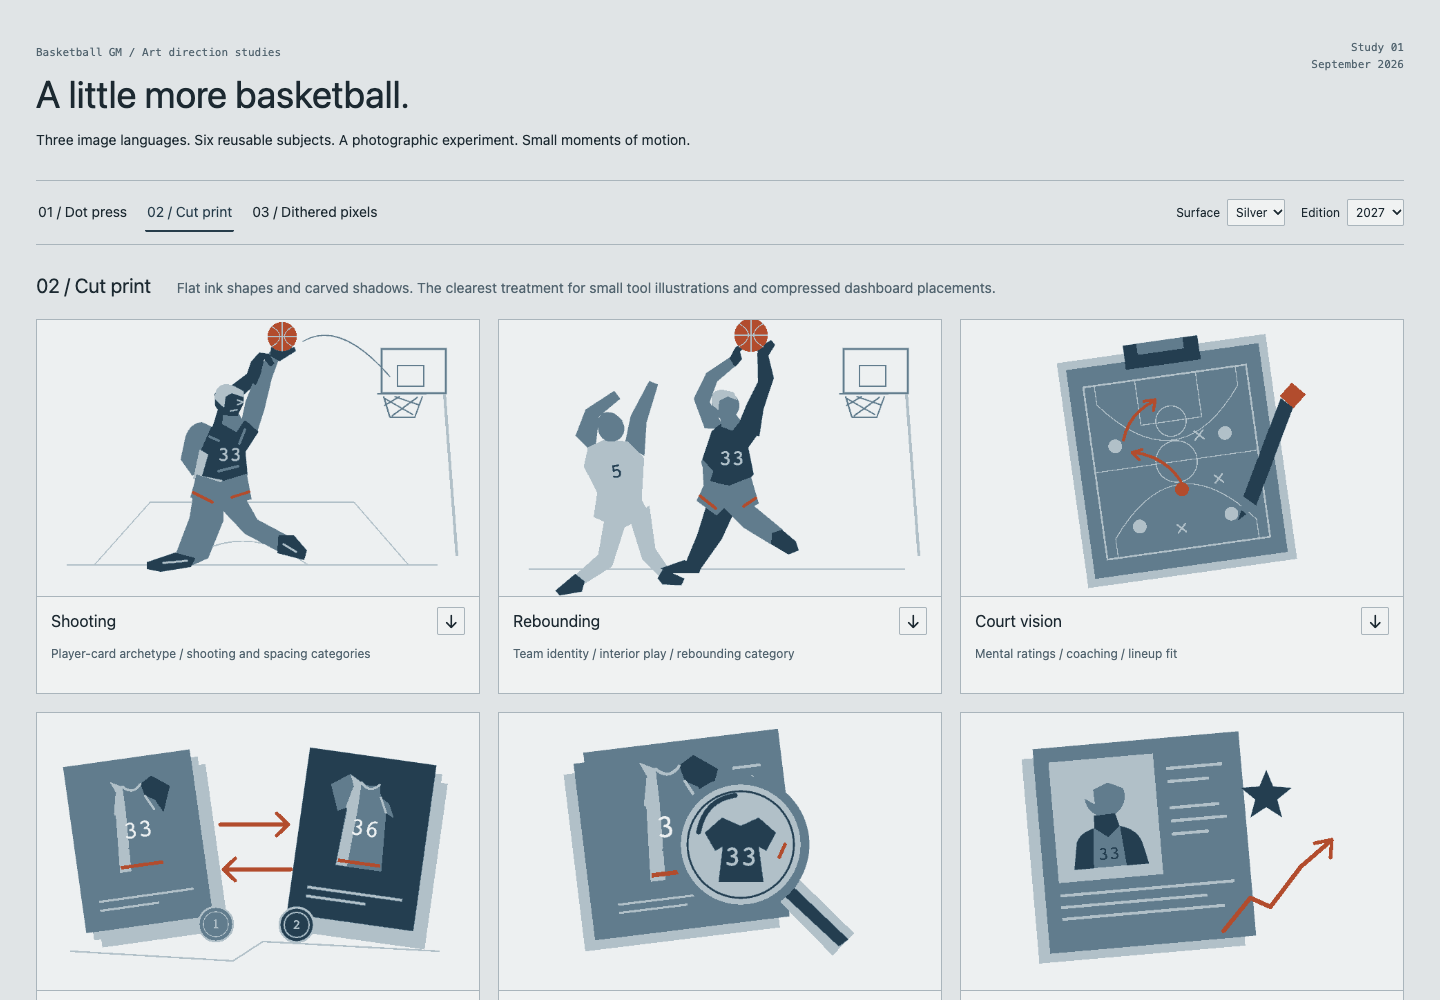 Basketball GM / Art direction studies
Study 01
September 2026
A little more basketball.
Three image languages. Six reusable subjects. A photographic experiment. Small moments of motion.
01 / Dot press
02 / Cut print
03 / Dithered pixels
Surface
Silver
Edition
2027
02 / Cut print
Flat ink shapes and carved shadows. The clearest treatment for small tool illustrations and compressed dashboard placements.
33
5
33
Shooting
Player-card archetype / shooting and spacing categories
Rebounding
Team identity / interior play / rebounding category
Court vision
Mental ratings / coaching / lineup fit
33
36
1
2
3
33
33